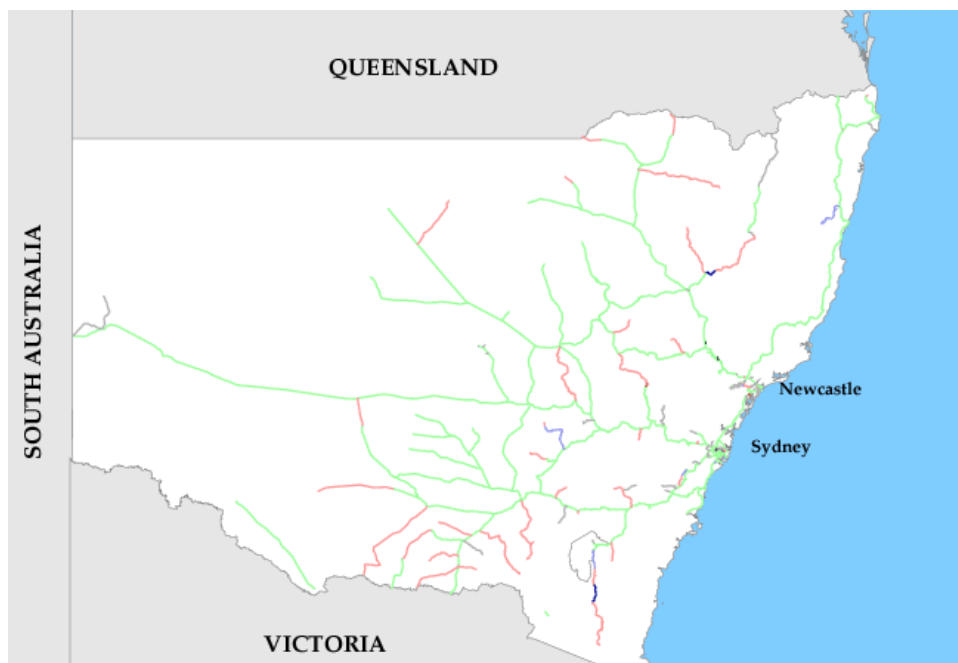 QUEENSLAND
SOUTH AUSTRALIA
Newcastle
Sydney
VICTORIA